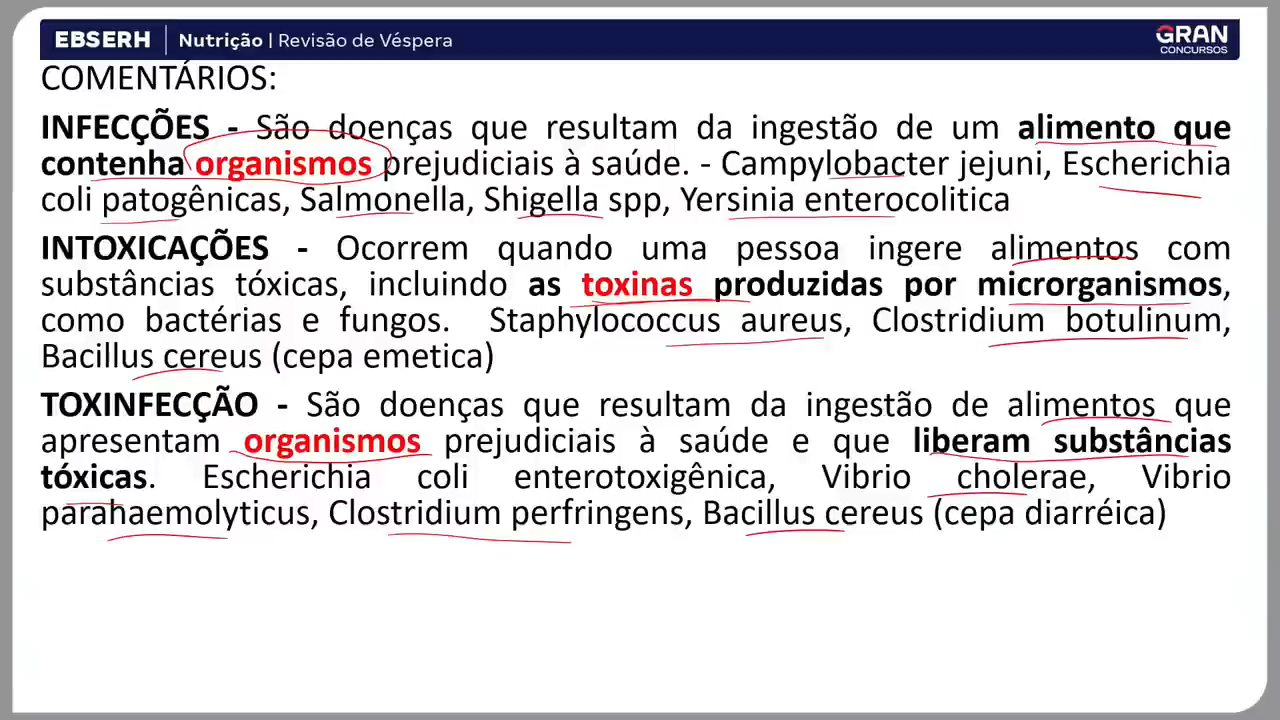 EBSERH | Nutrição | Revisão de Véspera
GRAN
CONCURSOS
COMENTÁRIOS:
INFECÇÕES - São doenças que resultam da ingestão de um alimento que
contenha organismos prejudiciais à saúde. - Campylobacter jejuni, Escherichia
coli patogênicas, Salmonella, Shigella spp, Yersinia enterocolitica
INTOXICAÇÕES - Ocorrem quando uma pessoa ingere alimentos com
substâncias tóxicas, incluindo as toxinas produzidas por microrganismos,
como bactérias e fungos. Staphylococcus aureus, Clostridium botulinum,
Bacillus cereus (cepa emetica)
TOXINFECÇÃO - São doenças que resultam da ingestão de alimentos que
apresentam organismos prejudiciais à saúde e que liberam substâncias
tóxicas. Escherichia coli enterotoxigênica, Vibrio cholerae, Vibrio
parahaemolyticus, Clostridium perfringens, Bacillus cereus (cepa diarréica)